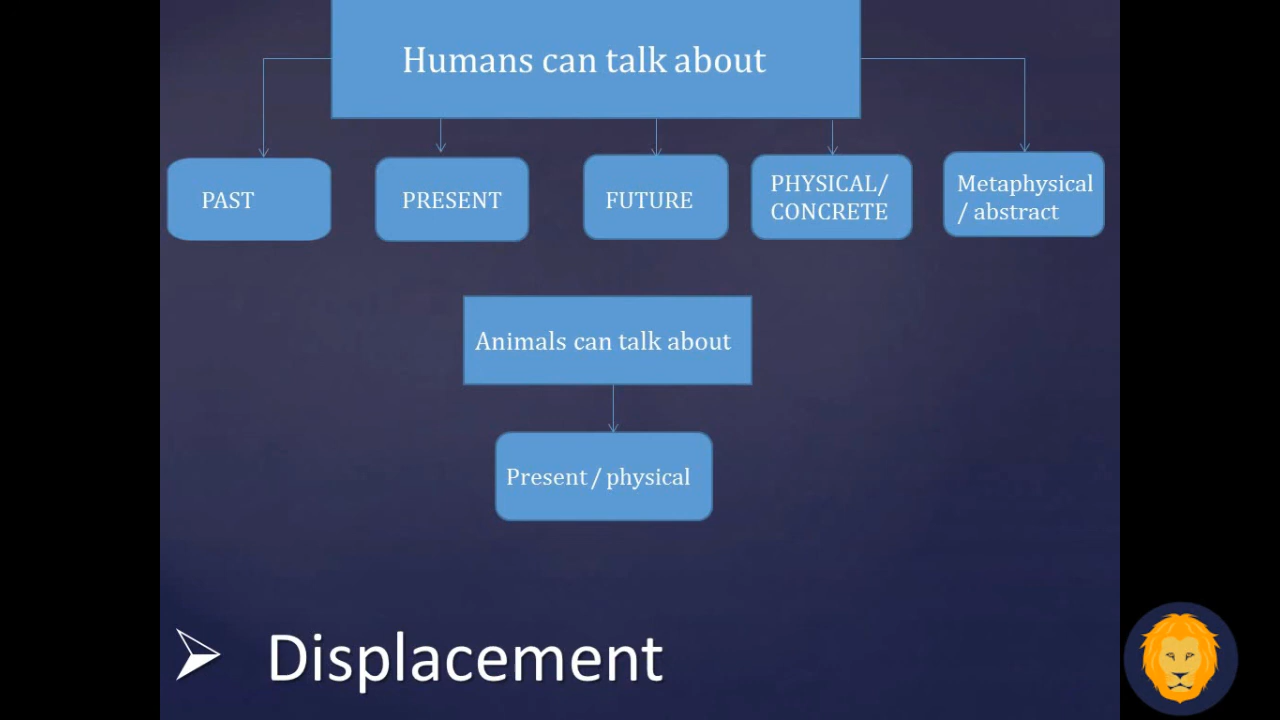 Humans can talk about
PAST
PRESENT
FUTURE
PHYSICAL/
CONCRETE
Metaphysical
/ abstract
Animals can talk about
Present / physical
Displacement